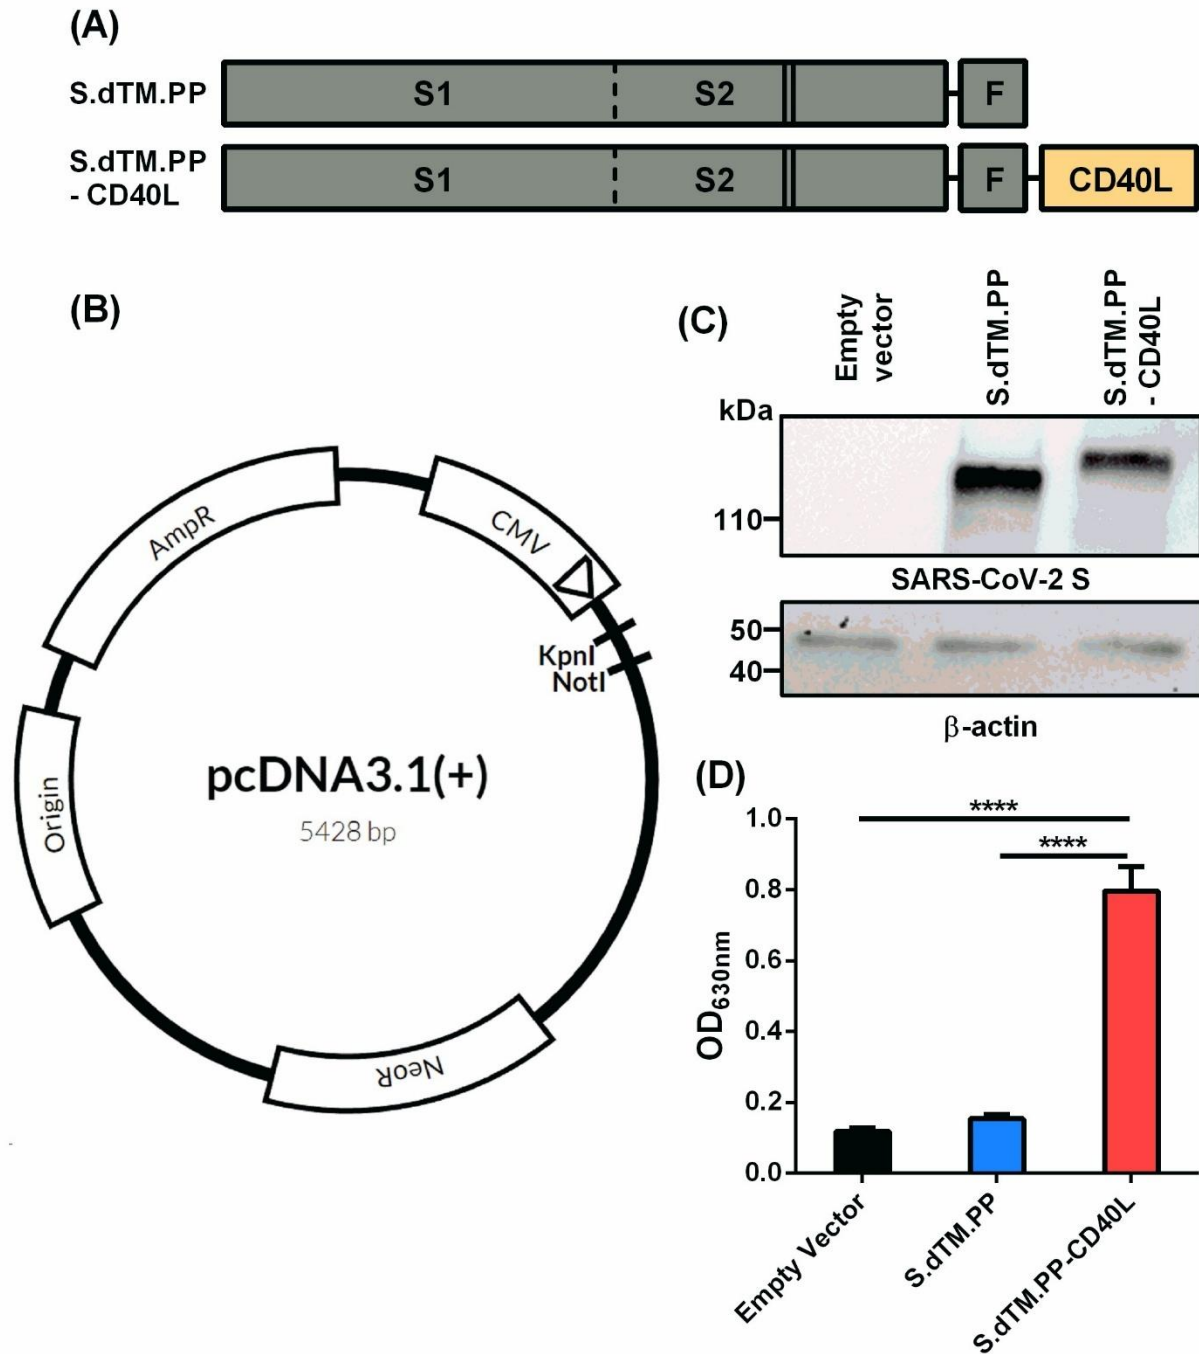 (A)
S.dTM.PP
S1
S2
F
S.dTM.PP
- CD40L
S1
S2
F
CD40L
(B)
AmpR
CMV
KpnI
NotI
pcDNA3.1(+)
5428 bp
Origin
NeoR
(C)
Empty
vector
S.dTM.PP
S.dTM.PP
- CD40L
kDa
110
SARS-CoV-2 S
50
40
β-actin
(D)
****
****
1.0
0.8
0.6
0.4
0.2
0.0
OD630nm
Empty Vector
S.dTM.PP
S.dTM.PP-CD40L